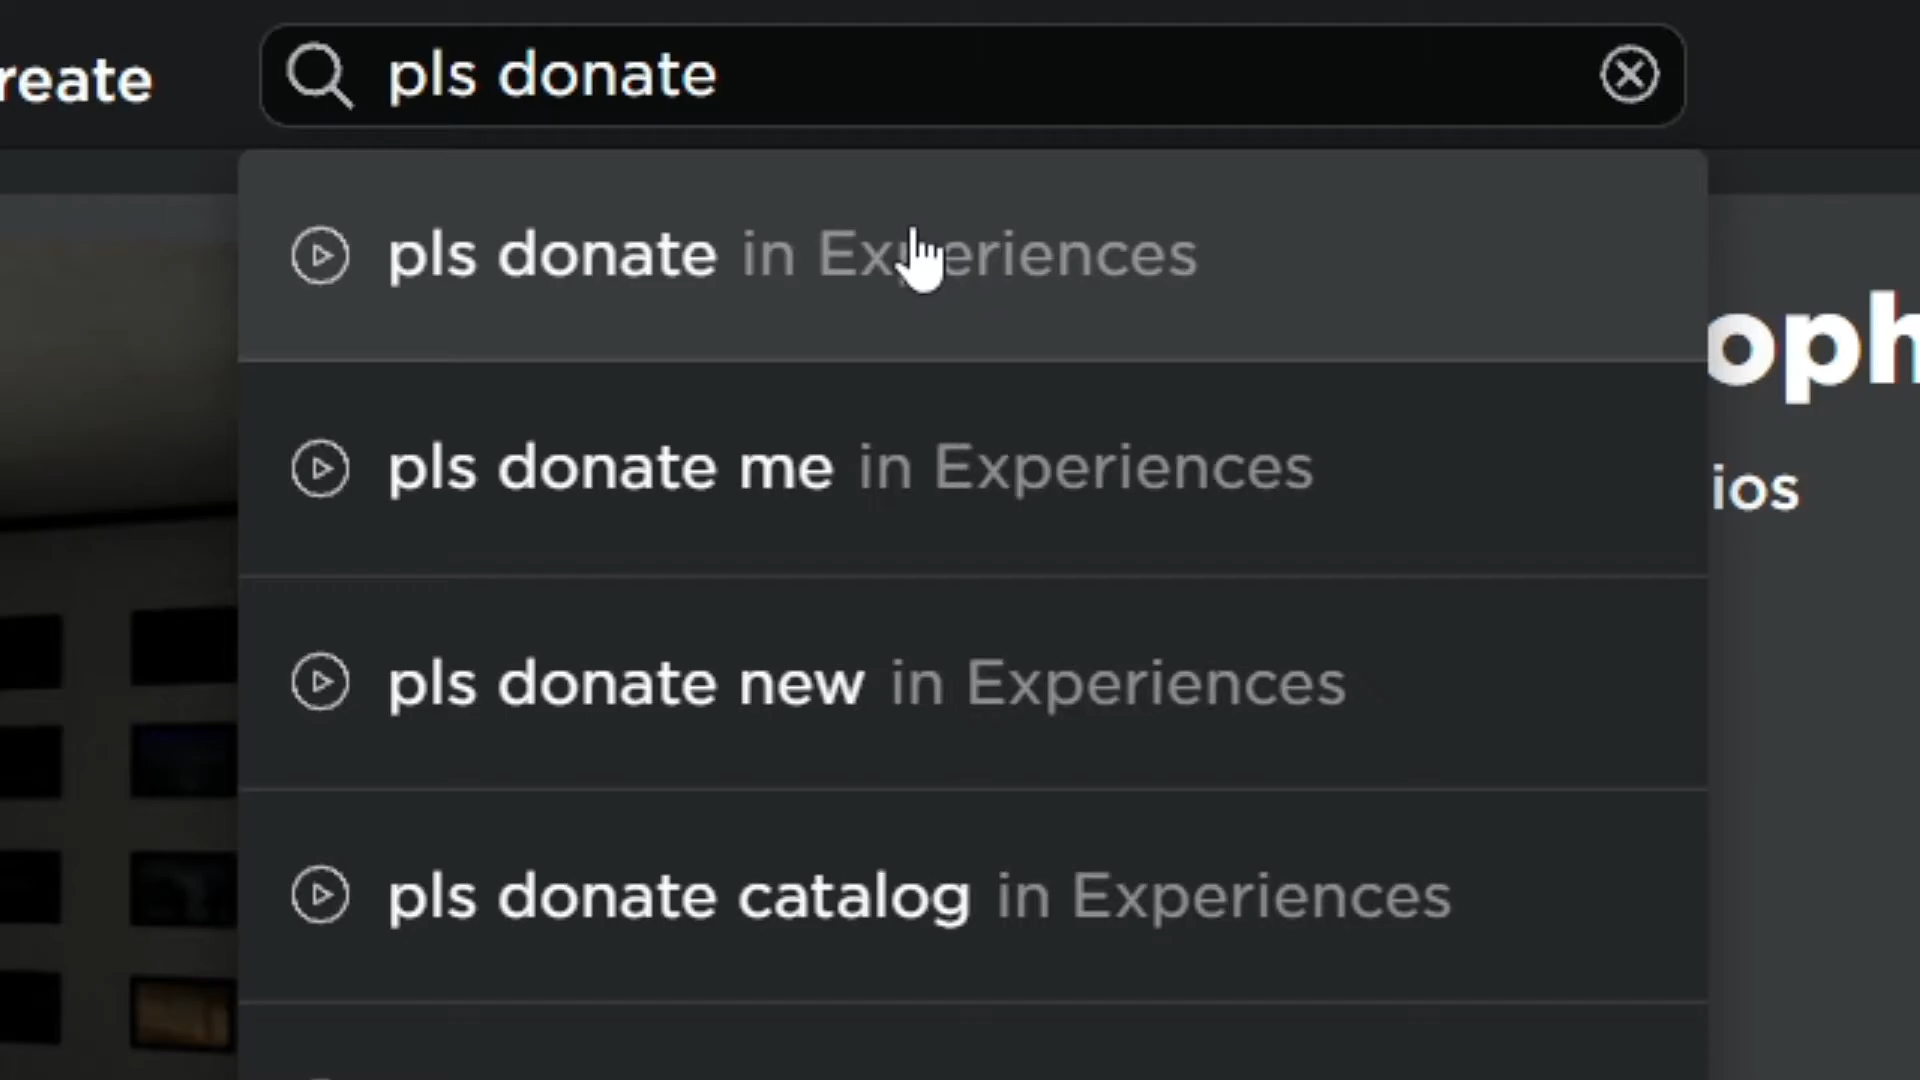 reate
pls donate
pls donate in Experiences
pls donate me in Experiences
pls donate new in Experiences
pls donate catalog in Experiences
oph
ios